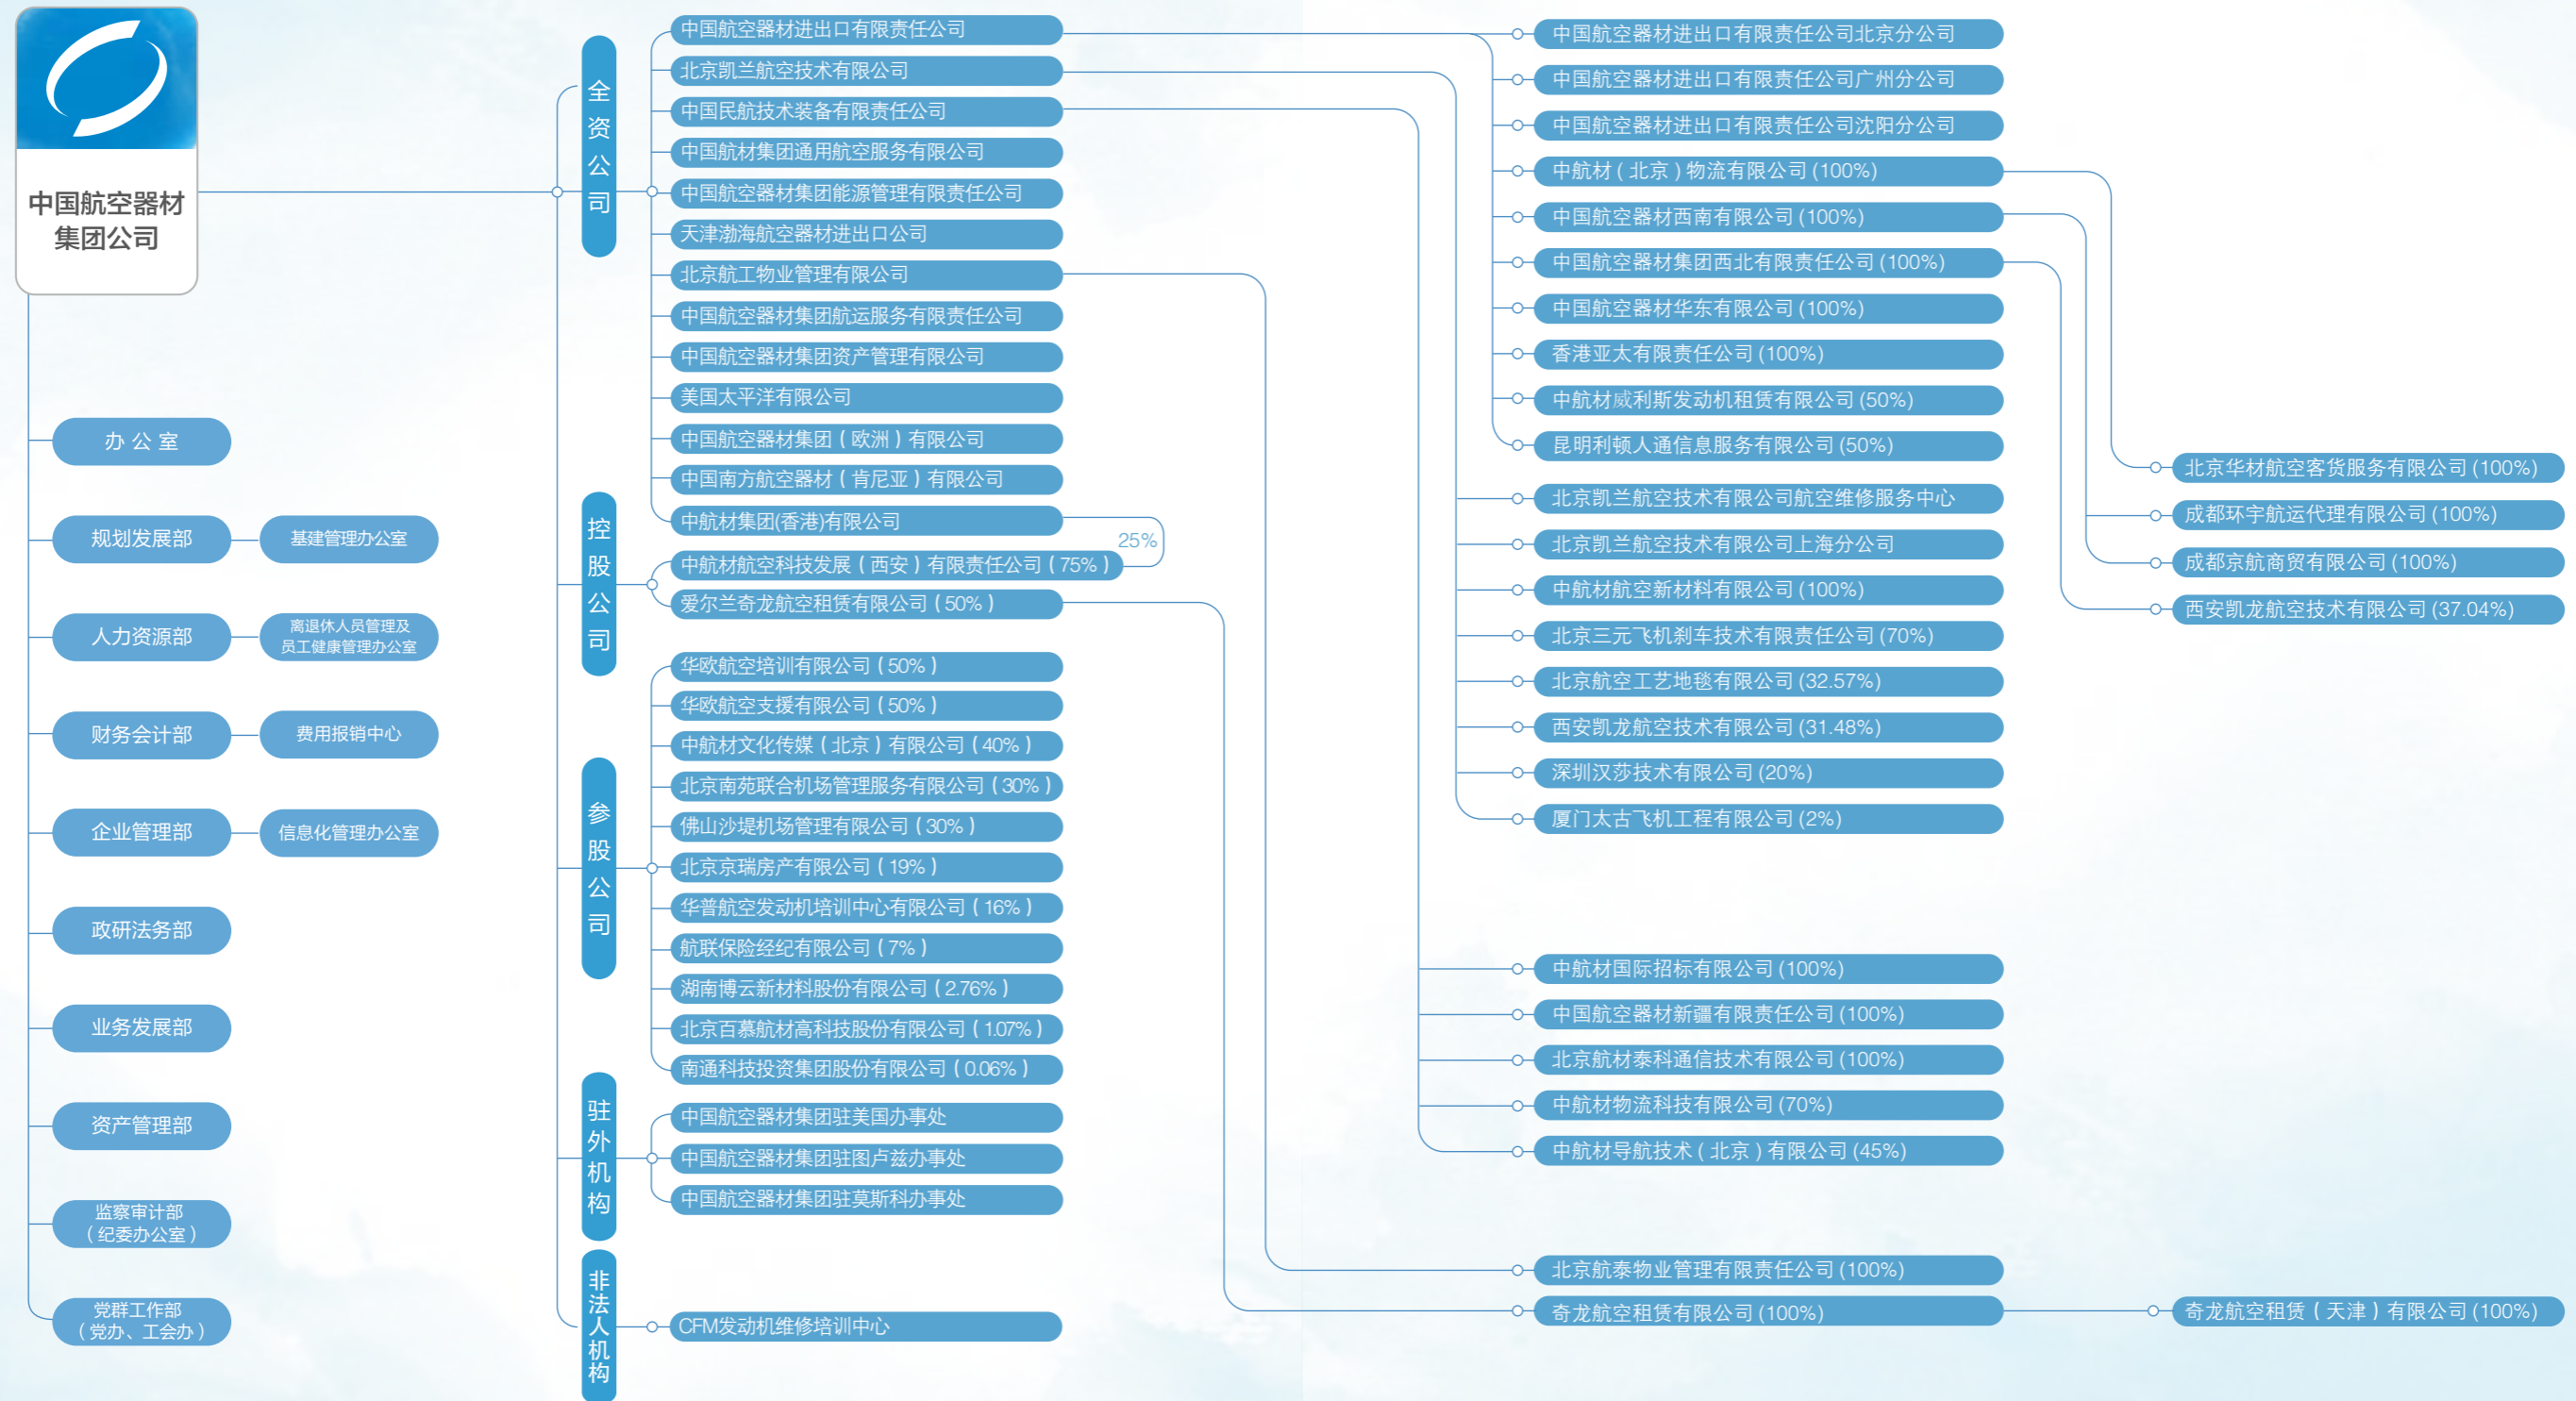 中国航空器材
集团公司
办公室
规划发展部
基建管理办公室
人力资源部
离退休人员管理及
员工健康管理办公室
财务会计部
费用报销中心
企业管理部
信息化管理办公室
政研法务部
业务发展部
资产管理部
监察审计部
（纪委办公室）
党群工作部
（党办、工会办）
全资公司
中国航空器材进出口有限责任公司
北京凯兰航空技术有限公司
中国民航技术装备有限责任公司
中国航材集团通用航空服务有限公司
中国航空器材集团能源管理有限责任公司
天津渤海航空器材进出口公司
北京航工物业管理有限公司
中国航空器材集团航运服务有限责任公司
中国航空器材集团资产管理有限公司
美国太平洋有限公司
中国航空器材集团（欧洲）有限公司
中国南方航空器材（肯尼亚）有限公司
中航材集团(香港)有限公司
25%
控股公司
中航材航空科技发展（西安）有限责任公司（75%）
爱尔兰奇龙航空租赁有限公司（50%）
参股公司
华欧航空培训有限公司（50%）
华欧航空支援有限公司（50%）
中航材文化传媒（北京）有限公司（40%）
北京南苑联合机场管理服务有限公司（30%）
佛山沙堤机场管理有限公司（30%）
北京京瑞房产有限公司（19%）
华普航空发动机培训中心有限公司（16%）
航联保险经纪有限公司（7%）
湖南博云新材料股份有限公司（2.76%）
北京百慕航材高科技股份有限公司（1.07%）
南通科技投资集团股份有限公司（0.06%）
驻外机构
中国航空器材集团驻美国办事处
中国航空器材集团驻图卢兹办事处
中国航空器材集团驻莫斯科办事处
非法人机构
CFM发动机维修培训中心
中国航空器材进出口有限责任公司北京分公司
中国航空器材进出口有限责任公司广州分公司
中国航空器材进出口有限责任公司沈阳分公司
中航材（北京）物流有限公司(100%)
中国航空器材西南有限公司(100%)
中国航空器材集团西北有限责任公司(100%)
中国航空器材华东有限公司(100%)
香港亚太有限责任公司(100%)
中航材威利斯发动机租赁有限公司(50%)
昆明利顿人通信息服务有限公司(50%)
北京凯兰航空技术有限公司航空维修服务中心
北京凯兰航空技术有限公司上海分公司
中航材航空新材料有限公司(100%)
北京三元飞机刹车技术有限责任公司(70%)
北京航空工艺地毯有限公司(32.57%)
西安凯龙航空技术有限公司(31.48%)
深圳汉莎技术有限公司(20%)
厦门太古飞机工程有限公司(2%)
中航材国际招标有限公司(100%)
中国航空器材新疆有限责任公司(100%)
北京航材泰科通信技术有限公司(100%)
中航材物流科技有限公司(70%)
中航材导航技术（北京）有限公司(45%)
北京航泰物业管理有限责任公司(100%)
奇龙航空租赁有限公司(100%)
北京华材航空客货服务有限公司(100%)
成都环宇航运代理有限公司(100%)
成都京航商贸有限公司(100%)
西安凯龙航空技术有限公司(37.04%)
奇龙航空租赁（天津）有限公司(100%)